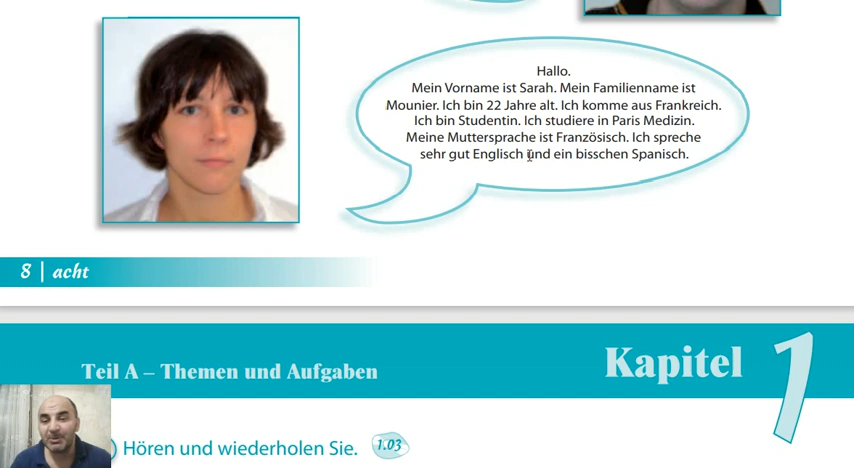 Hallo.
Mein Vorname ist Sarah. Mein Familienname ist
Mounier. Ich bin 22 Jahre alt. Ich komme aus Frankreich.
Ich bin Studentin. Ich studiere in Paris Medizin.
Meine Muttersprache ist Französisch. Ich spreche
sehr gut Englisch und ein bisschen Spanisch.
8 | acht
Teil A – Themen und Aufgaben
Kapitel 1
) Hören und wiederholen Sie. 1.03